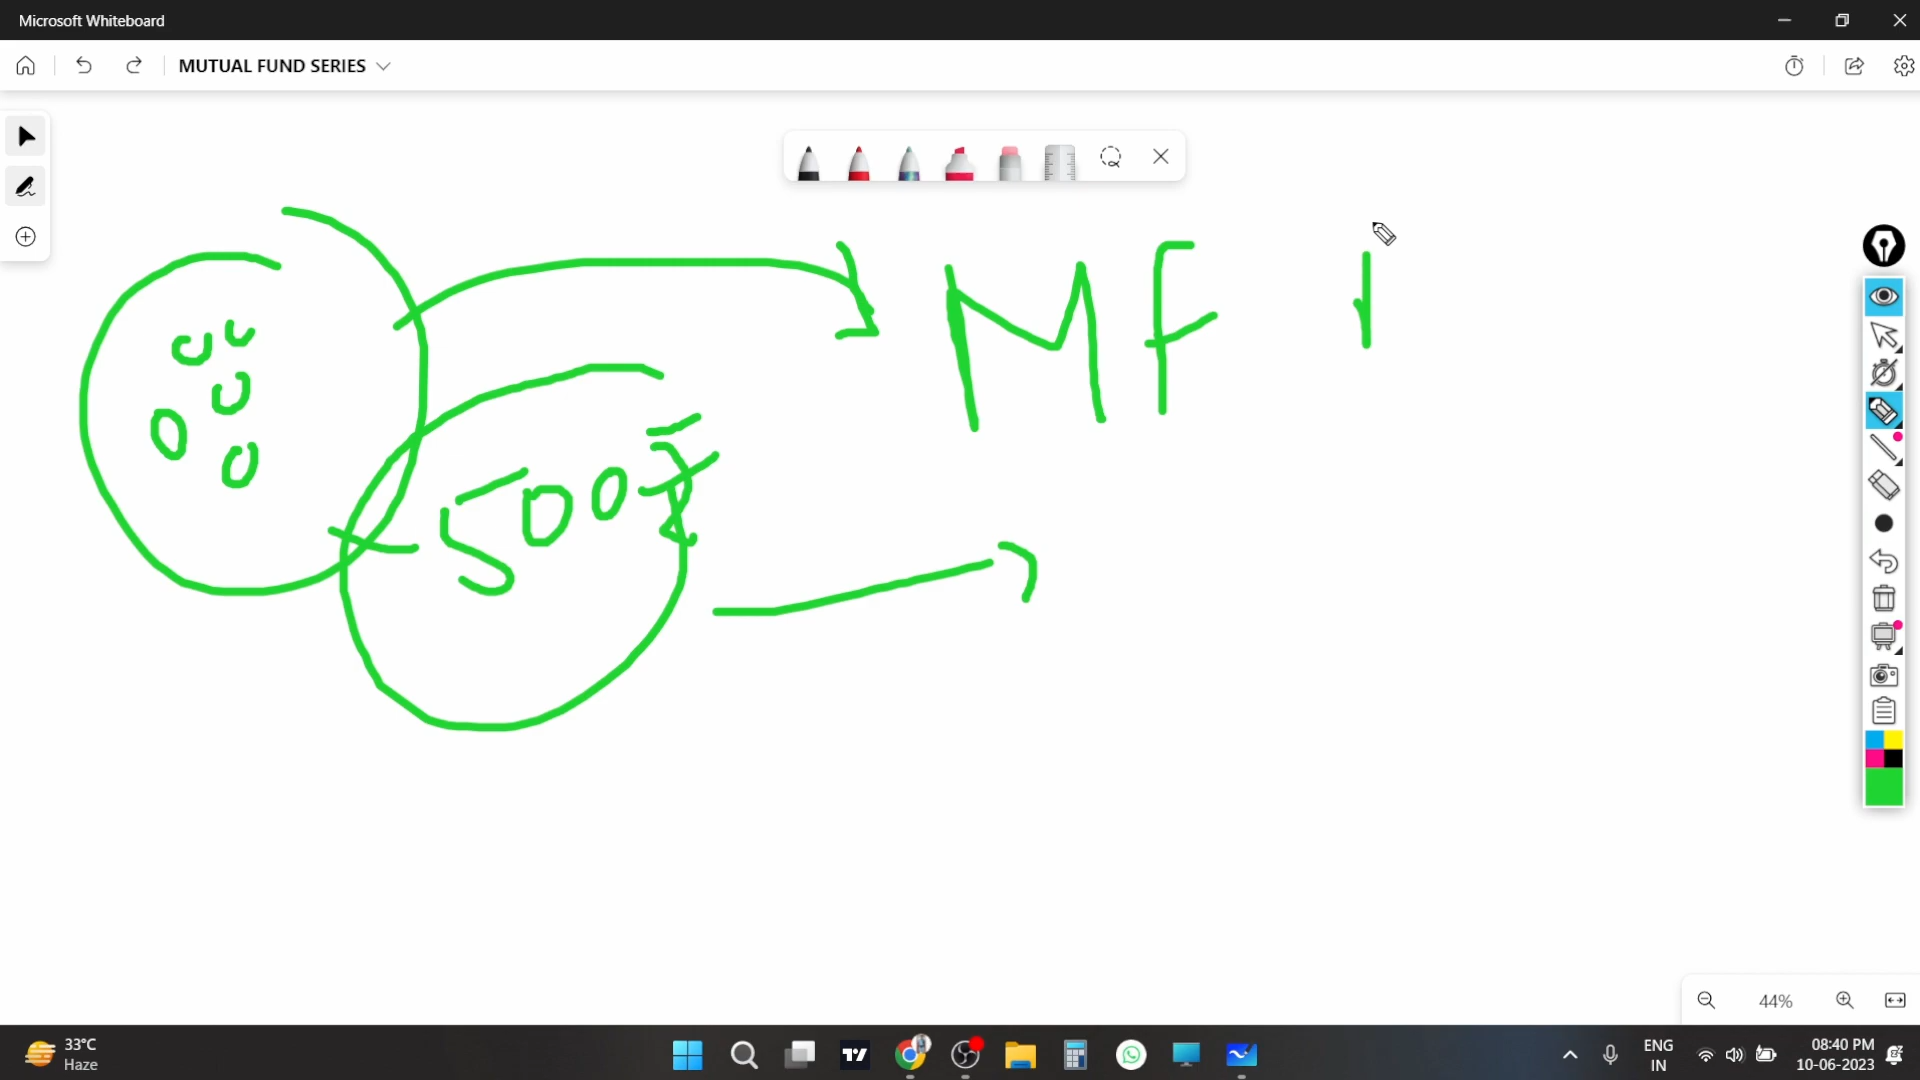 Microsoft Whiteboard
MUTUAL FUND SERIES
MF
500₹
44%
33°C
Haze
ENG
IN
08:40 PM
10-06-2023